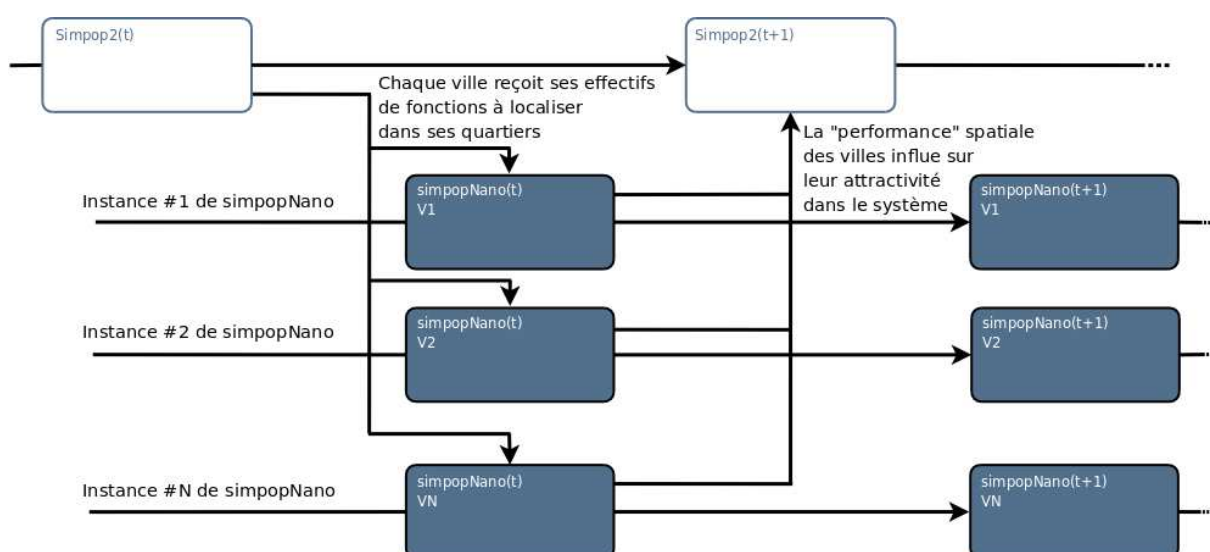 Simpop2(t)
Simpop2(t+1)
Chaque ville reçoit ses effectifs
de fonctions à localiser
dans ses quartiers
La "performance" spatiale
des villes influe sur
leur attractivité
dans le système
Instance #1 de simpopNano
simpopNano(t)
V1
simpopNano(t+1)
V1
Instance #2 de simpopNano
simpopNano(t)
V2
simpopNano(t+1)
V2
Instance #N de simpopNano
simpopNano(t)
VN
simpopNano(t+1)
VN